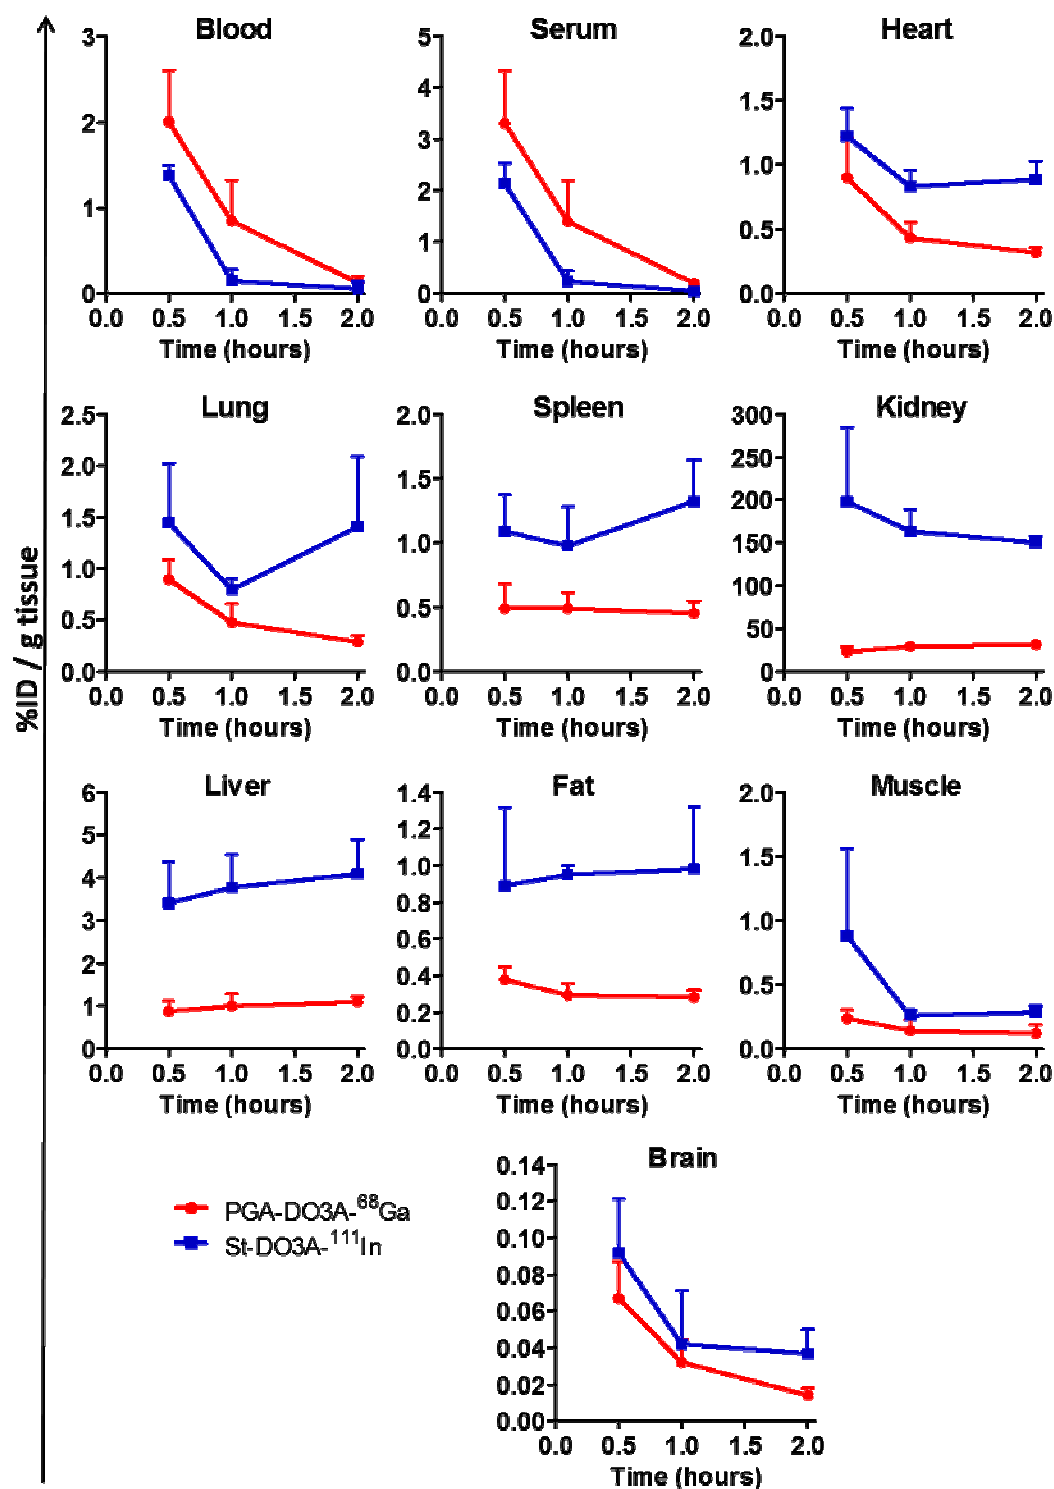 %ID / g tissue
Blood
3
2
1
0
0.0 0.5 1.0 1.5 2.0
Time (hours)
Serum
5
4
3
2
1
0
0.0 0.5 1.0 1.5 2.0
Time (hours)
Heart
2.0
1.5
1.0
0.5
0.0
0.0 0.5 1.0 1.5 2.0
Time (hours)
Lung
2.5
2.0
1.5
1.0
0.5
0.0
0.0 0.5 1.0 1.5 2.0
Time (hours)
Spleen
2.0
1.5
1.0
0.5
0.0
0.0 0.5 1.0 1.5 2.0
Time (hours)
Kidney
300
250
200
150
100
50
0
0.0 0.5 1.0 1.5 2.0
Time (hours)
Liver
6
5
4
3
2
1
0
0.0 0.5 1.0 1.5 2.0
Time (hours)
Fat
1.4
1.2
1.0
0.8
0.6
0.4
0.2
0.0
0.0 0.5 1.0 1.5 2.0
Time (hours)
Muscle
2.0
1.5
1.0
0.5
0.0
0.0 0.5 1.0 1.5 2.0
Time (hours)
PGA-DO3A-⁶⁸Ga
St-DO3A-¹¹¹In
Brain
0.14
0.12
0.10
0.08
0.06
0.04
0.02
0.00
0.0 0.5 1.0 1.5 2.0
Time (hours)